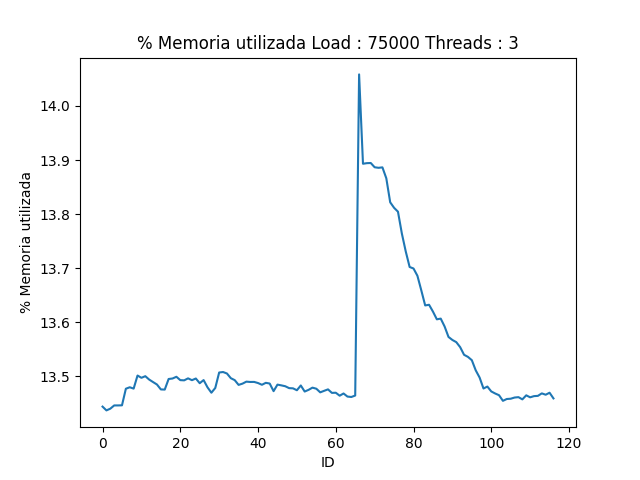 % Memoria utilizada Load : 75000 Threads : 3
% Memoria utilizada
14.0
13.9
13.8
13.7
13.6
13.5
0 20 40 60 80 100 120
ID